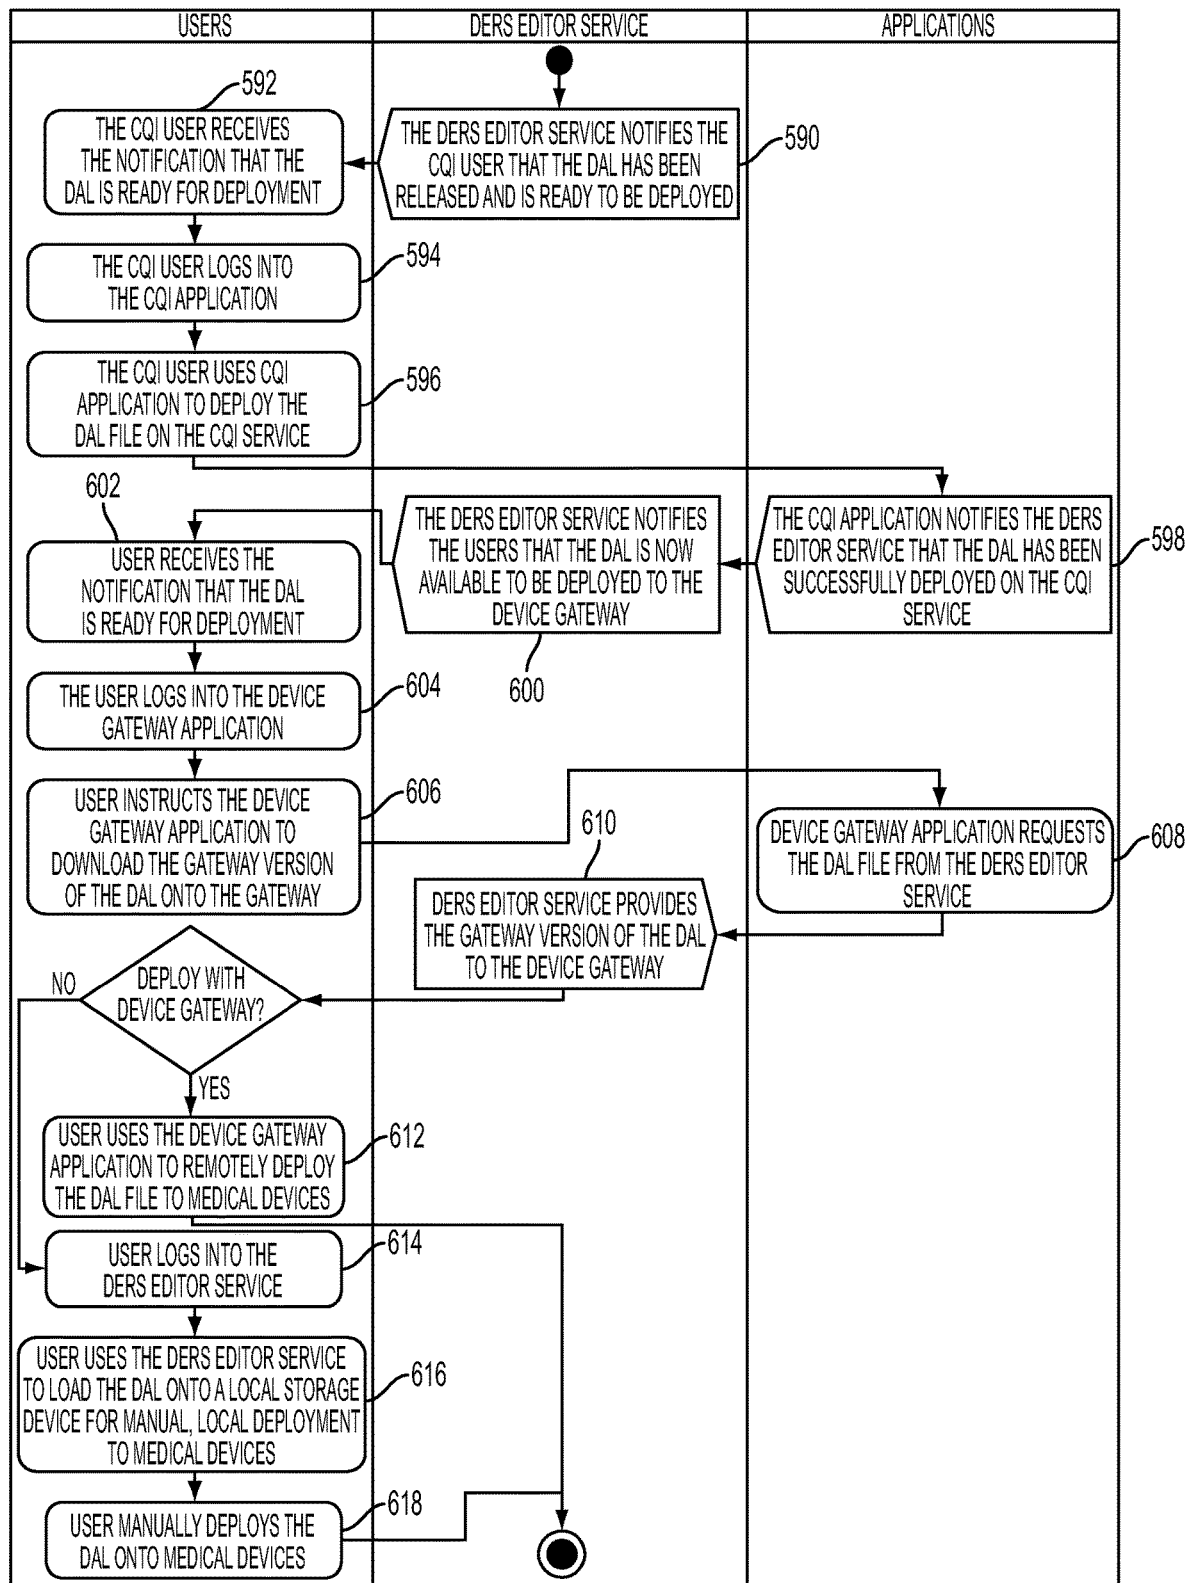 USERS
DERS EDITOR SERVICE
APPLICATIONS
THE DERS EDITOR SERVICE NOTIFIES THE
CQI USER THAT THE DAL HAS BEEN
RELEASED AND IS READY TO BE DEPLOYED
590
592
THE CQI USER RECEIVES
THE NOTIFICATION THAT THE
DAL IS READY FOR DEPLOYMENT
594
THE CQI USER LOGS INTO
THE CQI APPLICATION
596
THE CQI USER USES CQI
APPLICATION TO DEPLOY THE
DAL FILE ON THE CQI SERVICE
THE CQI APPLICATION NOTIFIES THE DERS
EDITOR SERVICE THAT THE DAL HAS BEEN
SUCCESSFULLY DEPLOYED ON THE CQI
SERVICE
598
THE DERS EDITOR SERVICE NOTIFIES
THE USERS THAT THE DAL IS NOW
AVAILABLE TO BE DEPLOYED TO THE
DEVICE GATEWAY
600
602
USER RECEIVES THE
NOTIFICATION THAT THE DAL
IS READY FOR DEPLOYMENT
604
THE USER LOGS INTO THE DEVICE
GATEWAY APPLICATION
606
USER INSTRUCTS THE DEVICE
GATEWAY APPLICATION TO
DOWNLOAD THE GATEWAY VERSION
OF THE DAL ONTO THE GATEWAY
DEVICE GATEWAY APPLICATION REQUESTS
THE DAL FILE FROM THE DERS EDITOR
SERVICE
608
610
DERS EDITOR SERVICE PROVIDES
THE GATEWAY VERSION OF THE DAL
TO THE DEVICE GATEWAY
NO
DEPLOY WITH
DEVICE GATEWAY?
YES
USER USES THE DEVICE GATEWAY
APPLICATION TO REMOTELY DEPLOY
THE DAL FILE TO MEDICAL DEVICES
612
USER LOGS INTO THE
DERS EDITOR SERVICE
614
USER USES THE DERS EDITOR SERVICE
TO LOAD THE DAL ONTO A LOCAL STORAGE
DEVICE FOR MANUAL, LOCAL DEPLOYMENT
TO MEDICAL DEVICES
616
USER MANUALLY DEPLOYS THE
DAL ONTO MEDICAL DEVICES
618